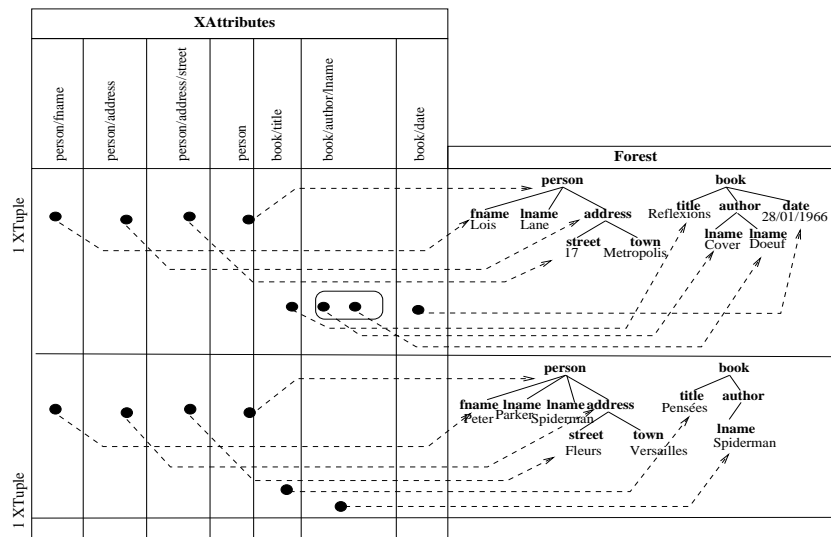 XAttributes
person/fname
person/address
person/address/street
person
book/title
book/author/lname
book/date
Forest
1 XTuple
person book
fname lname address title author date
Lois Lane Reflexions 28/01/1966
street town lname lname
17 Metropolis Cover Doeuf
1 XTuple
person book
fname lname lname address title author
Peter Parker Spiderman Pensées
street town lname
Fleurs Versailles Spiderman